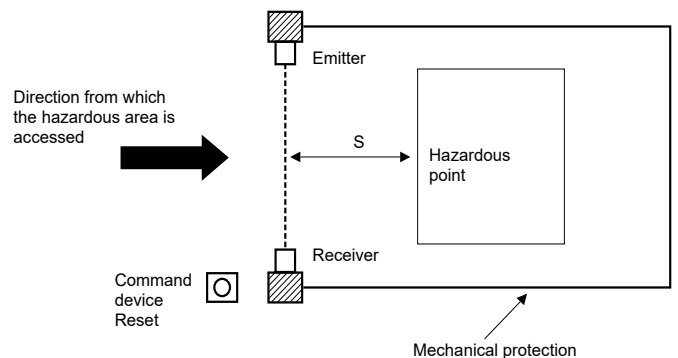 Emitter
Direction from which
the hazardous area is
accessed
S
Hazardous
point
Receiver
Command
device
Reset
Mechanical protection